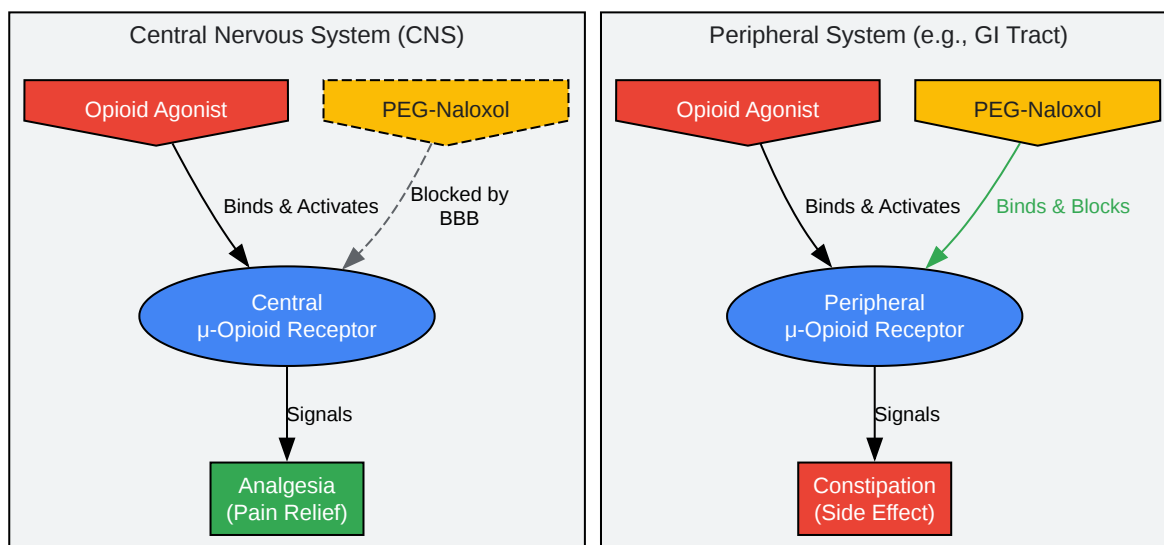 Central Nervous System (CNS)
Opioid Agonist
PEG-Naloxol
Binds & Activates
Blocked by
BBB
Central
μ-Opioid Receptor
Signals
Analgesia
(Pain Relief)
Peripheral System (e.g., GI Tract)
Opioid Agonist
PEG-Naloxol
Binds & Activates
Binds & Blocks
Peripheral
μ-Opioid Receptor
Signals
Constipation
(Side Effect)